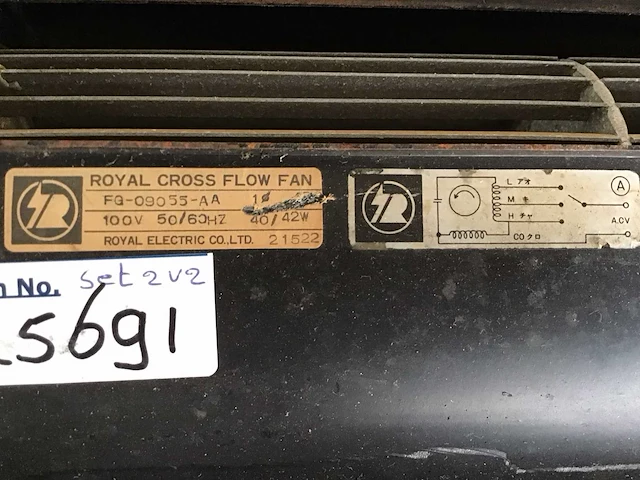 ROYAL CROSS FLOW FAN
FG-09055-AA
100V 50/60HZ 40/42W
ROYAL ELECTRIC CO.,LTD. 21522
L アオ
M キ
H チャ
CO クロ
A
A.CV
No. set 2 v2
5691